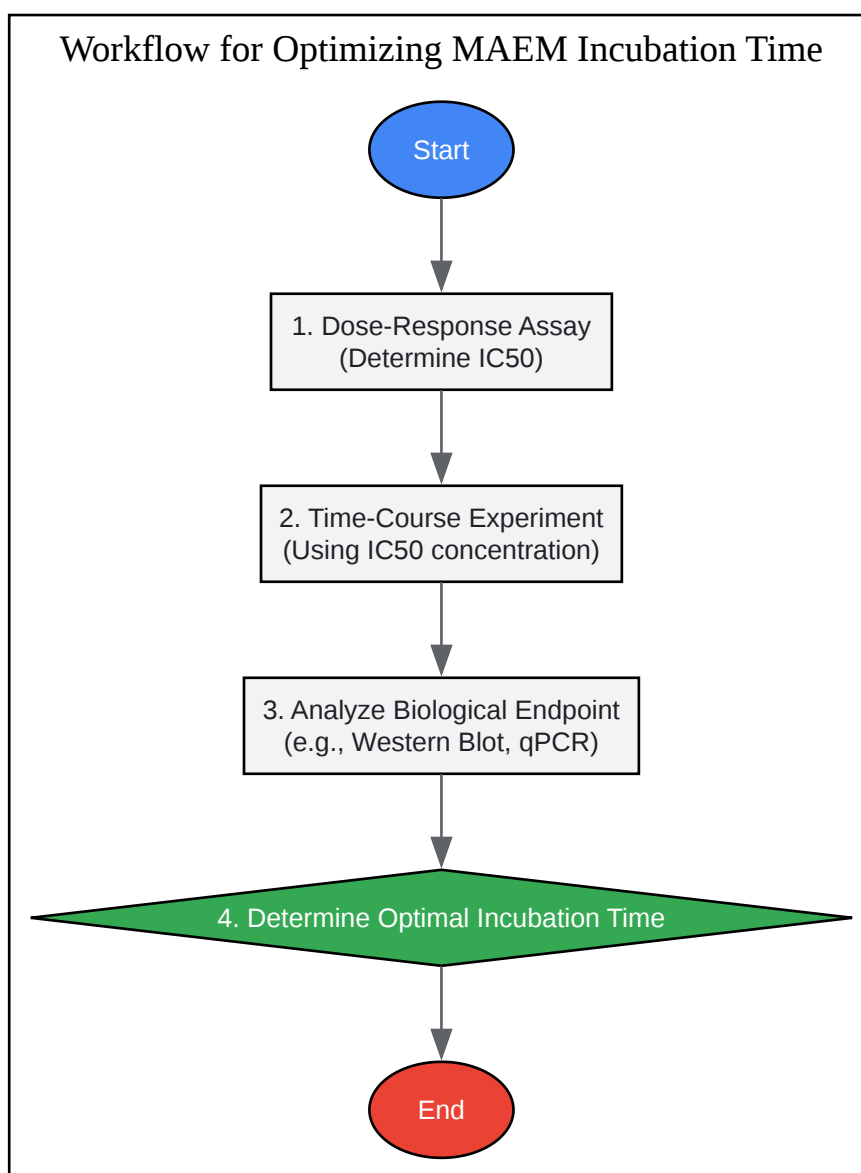 Workflow for Optimizing MAEM Incubation Time
Start
1. Dose-Response Assay
(Determine IC50)
2. Time-Course Experiment
(Using IC50 concentration)
3. Analyze Biological Endpoint
(e.g., Western Blot, qPCR)
4. Determine Optimal Incubation Time
End